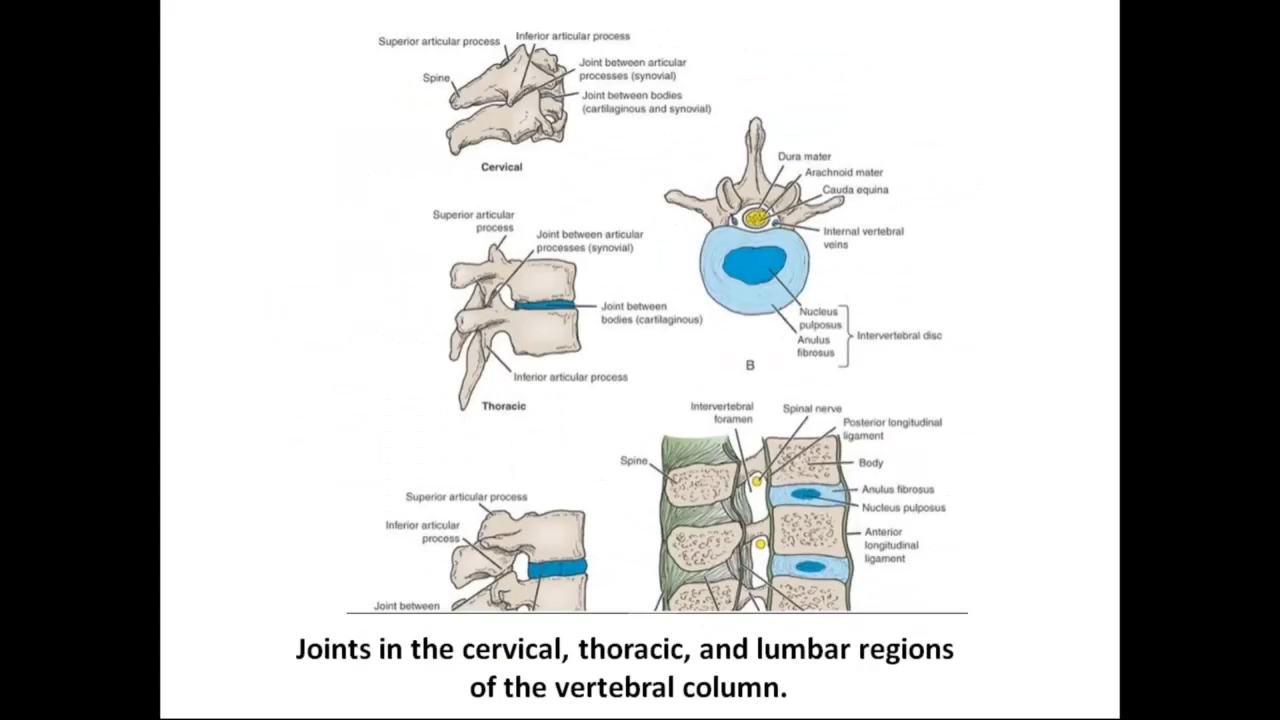 Superior articular process
Inferior articular process
Joint between articular
processes (synovial)
Spine
Joint between bodies
(cartilaginous and synovial)
Cervical
Superior articular
process
Joint between articular
processes (synovial)
Joint between
bodies (cartilaginous)
Inferior articular process
Thoracic
Superior articular process
Inferior articular
process
Joint between
Dura mater
Arachnoid mater
Cauda equina
Internal vertebral
veins
Nucleus
pulposus
Anulus
fibrosus
Intervertebral disc
B
Intervertebral
foramen
Spinal nerve
Posterior longitudinal
ligament
Spine
Body
Anulus fibrosus
Nucleus pulposus
Anterior
longitudinal
ligament
Joints in the cervical, thoracic, and lumbar regions
of the vertebral column.